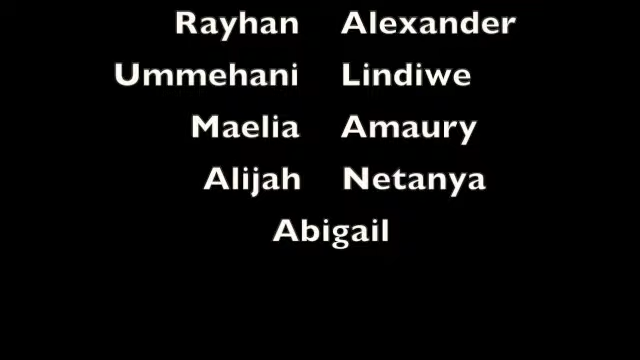 Rayhan Alexander
Ummehani Lindiwe
Maelia Amaury
Alijah Netanya
Abigail